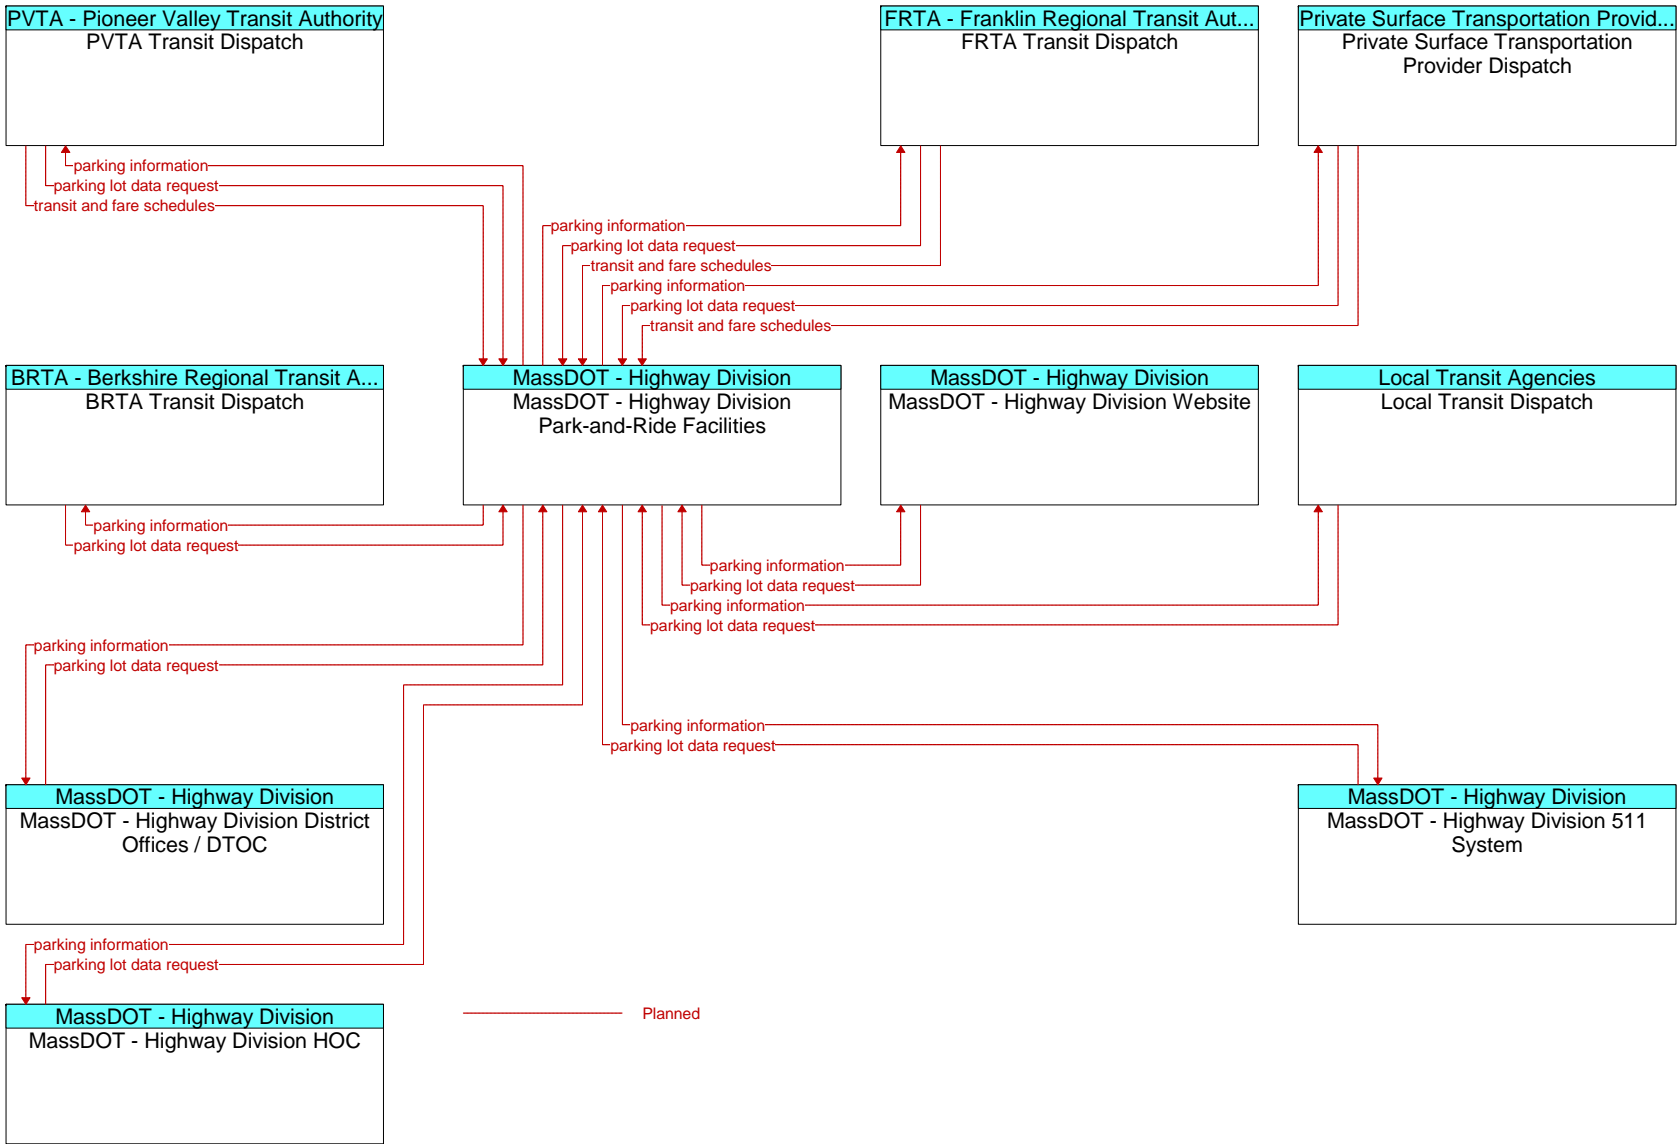 PVTA - Pioneer Valley Transit Authority
PVTA Transit Dispatch
FRTA - Franklin Regional Transit Aut...
FRTA Transit Dispatch
Private Surface Transportation Provid...
Private Surface Transportation
Provider Dispatch
parking information
parking lot data request
transit and fare schedules
parking information
parking lot data request
transit and fare schedules
parking information
parking lot data request
transit and fare schedules
BRTA - Berkshire Regional Transit A...
BRTA Transit Dispatch
MassDOT - Highway Division
MassDOT - Highway Division
Park-and-Ride Facilities
MassDOT - Highway Division
MassDOT - Highway Division Website
Local Transit Agencies
Local Transit Dispatch
parking information
parking lot data request
parking information
parking lot data request
parking information
parking lot data request
parking information
parking lot data request
parking information
parking lot data request
MassDOT - Highway Division
MassDOT - Highway Division District
Offices / DTOC
MassDOT - Highway Division
MassDOT - Highway Division 511
System
parking information
parking lot data request
MassDOT - Highway Division
MassDOT - Highway Division HOC
Planned